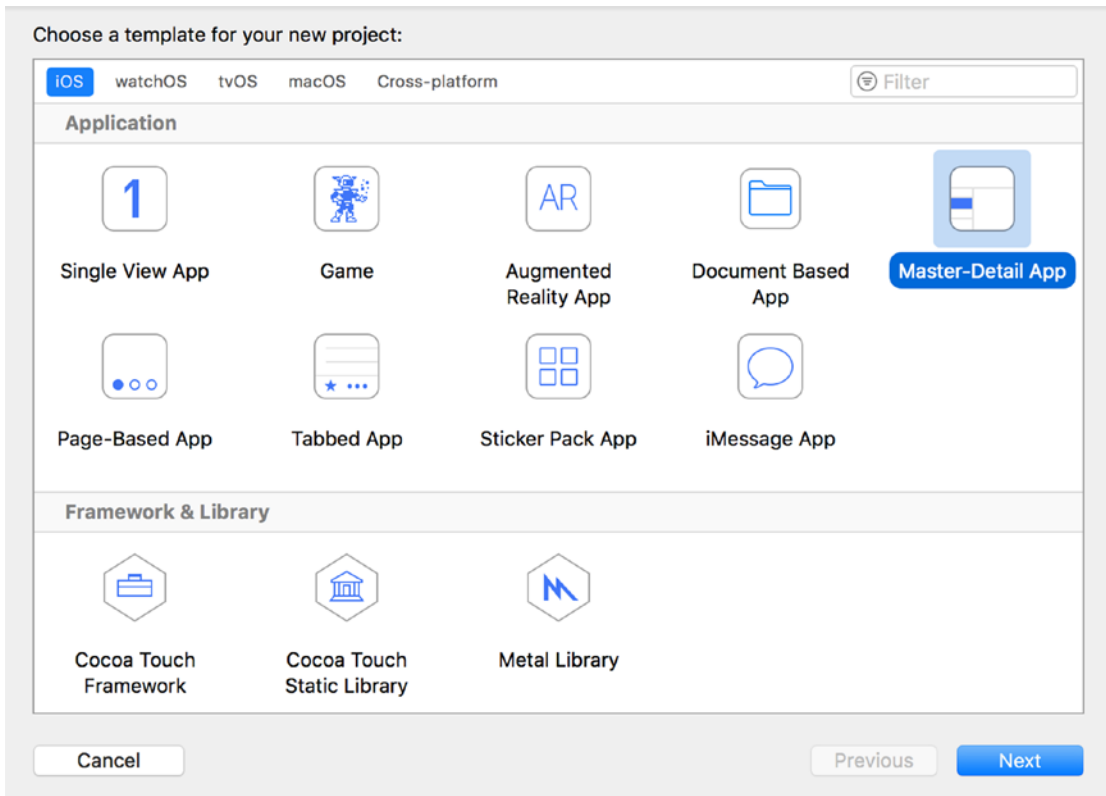 Choose a template for your new project:
iOS watchOS tvOS macOS Cross-platform Filter
Application
1 AR
Single View App Game Augmented Reality App Document Based App Master-Detail App
Page-Based App Tabbed App Sticker Pack App iMessage App
Framework & Library
Cocoa Touch Framework Cocoa Touch Static Library Metal Library
Cancel Previous Next